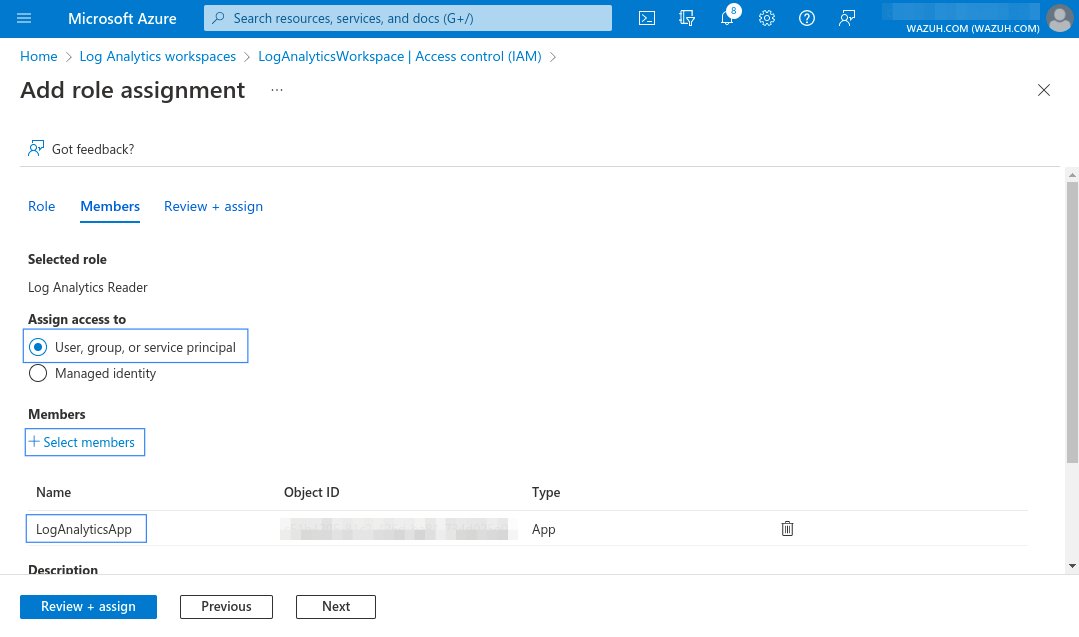 Microsoft Azure
Search resources, services, and docs (G+/)
8
WAZUH.COM (WAZUH.COM)
Home > Log Analytics workspaces > LogAnalyticsWorkspace | Access control (IAM) >
Add role assignment ...
Got feedback?
Role Members Review + assign
Selected role
Log Analytics Reader
Assign access to
User, group, or service principal
Managed identity
Members
+ Select members
Name Object ID Type
LogAnalyticsApp App
Description
Review + assign Previous Next